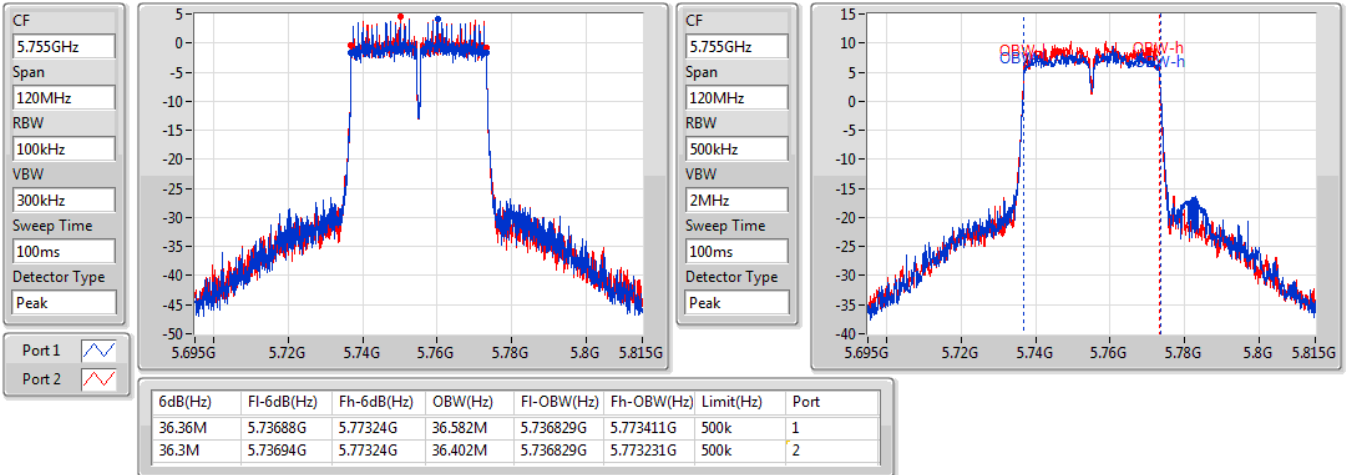 CF
5.755GHz
Span
120MHz
RBW
100kHz
VBW
300kHz
Sweep Time
100ms
Detector Type
Peak
5
0
-5
-10
-15
-20
-25
-30
-35
-40
-45
-50
5.695G 5.72G 5.74G 5.76G 5.78G 5.8G 5.815G
CF
5.755GHz
Span
120MHz
RBW
500kHz
VBW
2MHz
Sweep Time
100ms
Detector Type
Peak
15
10
5
0
-5
-10
-15
-20
-25
-30
-35
-40
OBW OBW-h
5.695G 5.72G 5.74G 5.76G 5.78G 5.8G 5.815G
Port 1
Port 2
6dB(Hz) Fl-6dB(Hz) Fh-6dB(Hz) OBW(Hz) Fl-OBW(Hz) Fh-OBW(Hz) Limit(Hz) Port
36.36M 5.73688G 5.77324G 36.582M 5.736829G 5.773411G 500k 1
36.3M 5.73694G 5.77324G 36.402M 5.736829G 5.773231G 500k 2